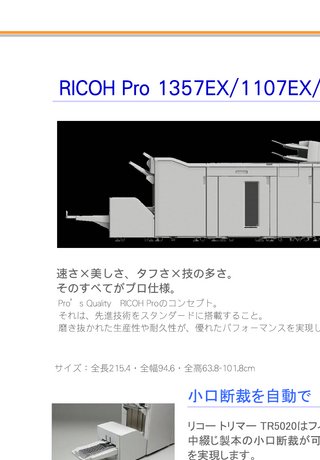 RICOH Pro 1357EX/1107EX/
速さ×美しさ、タフさ×技の多さ。
そのすべてがプロ仕様。
Pro’s Quality　RICOH Proのコンセプト。
それは、先進技術をスタンダードに搭載すること。
磨き抜かれた生産性や耐久性が、優れたパフォーマンスを実現し
サイズ：全長215.4・全幅94.6・全高63.8-101.8cm
小口断裁を自動で
リコー トリマー TR5020はフィ
中綴じ製本の小口断裁が可
を実現します。